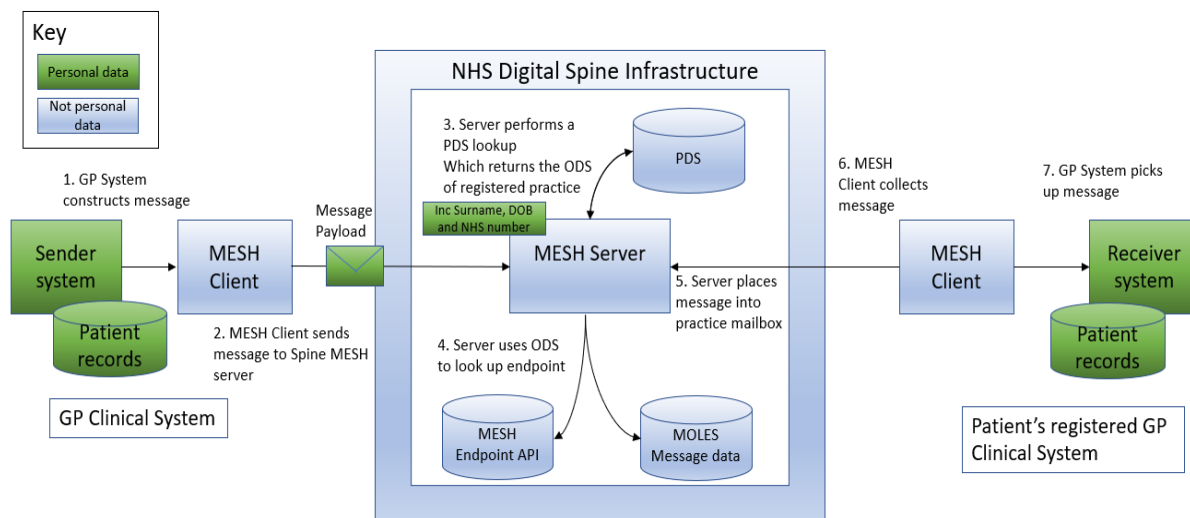 Key
Personal data
Not personal
data
NHS Digital Spine Infrastructure
1. GP System
constructs message
Sender
system
Patient
records
GP Clinical System
MESH
Client
2. MESH Client sends
message to Spine MESH
server
Message
Payload
3. Server performs a
PDS lookup
Which returns the ODS
of registered practice
Inc Surname, DOB
and NHS number
PDS
MESH Server
4. Server uses ODS
to look up endpoint
5. Server places
message into
practice mailbox
MESH
Endpoint API
MOLES
Message data
6. MESH
Client collects
message
MESH
Client
7. GP System picks
up message
Receiver
system
Patient
records
Patient's registered GP
Clinical System